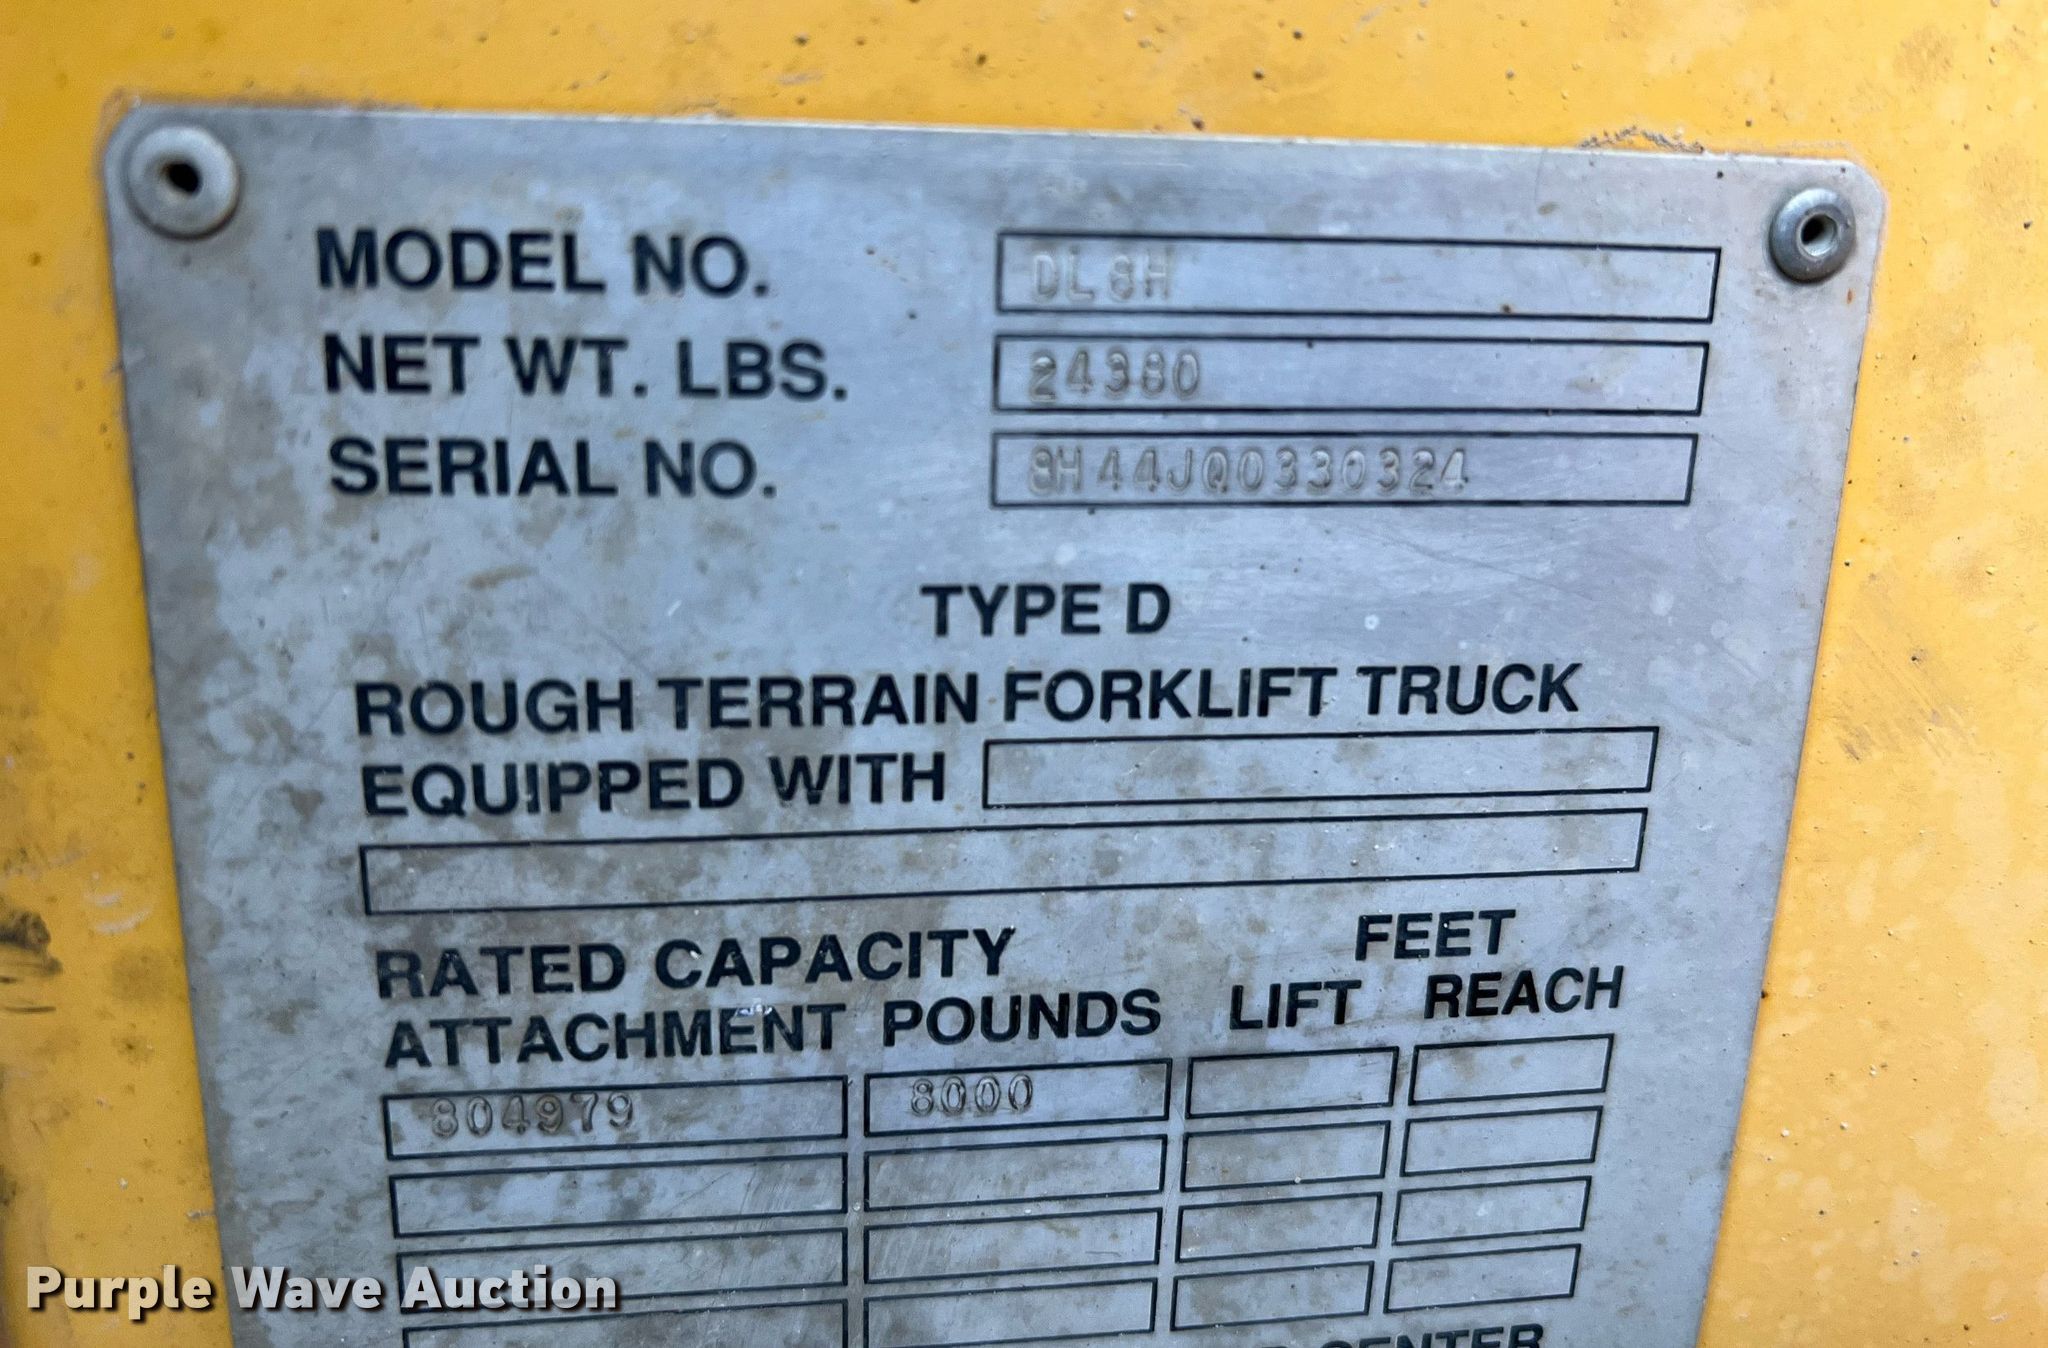 MODEL NO. DL8H
NET WT. LBS. 24380
SERIAL NO. 8H44JQ0330324
TYPE D
ROUGH TERRAIN FORKLIFT TRUCK
EQUIPPED WITH
RATED CAPACITY FEET
ATTACHMENT POUNDS LIFT REACH
804979 8000
CENTER
Purple Wave Auction